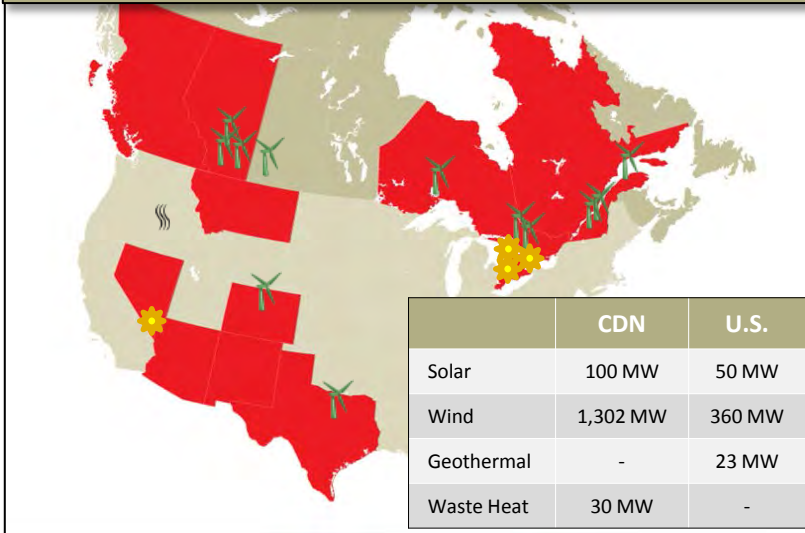 CDN U.S.
Solar 100 MW 50 MW
Wind 1,302 MW 360 MW
Geothermal - 23 MW
Waste Heat 30 MW -